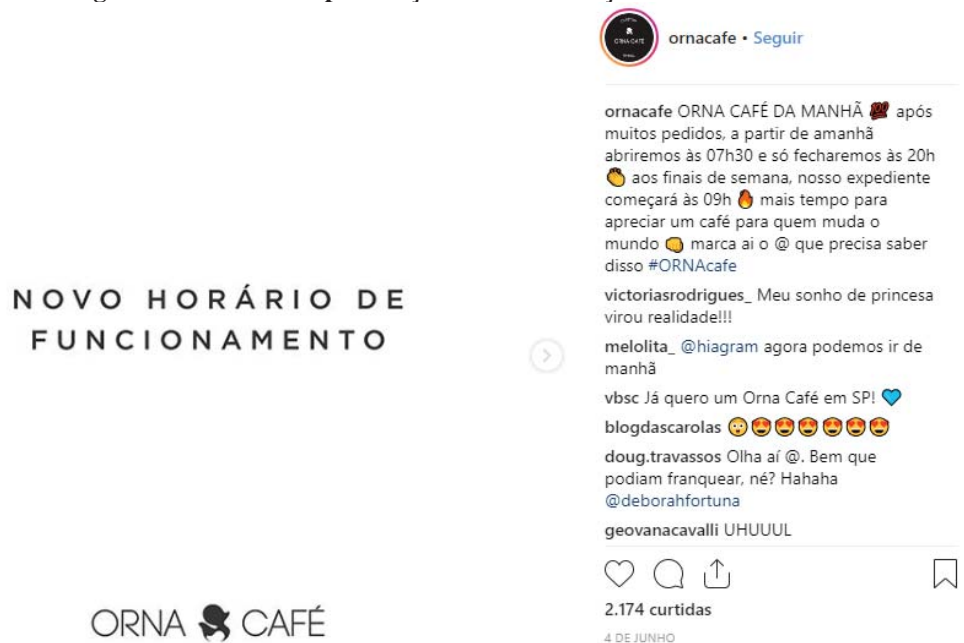 ornacafe • Seguir
NOVO HORÁRIO DE
FUNCIONAMENTO
ORNA CAFÉ
ornacafe ORNA CAFÉ DA MANHÃ 💯 após
muitos pedidos, a partir de amanhã
abriremos às 07h30 e só fecharemos às 20h
👏 aos finais de semana, nosso expediente
começará às 09h 🔥 mais tempo para
apreciar um café para quem muda o
mundo 👊 marca ai o @ que precisa saber
disso #ORNAcafe
victoriasrodrigues_ Meu sonho de princesa
virou realidade!!!
melolita_ @hiagram agora podemos ir de
manhã
vbsc Já quero um Orna Café em SP! 💙
blogdascarolas 😲😍😍😍😍😍😍
doug.travassos Olha aí @. Bem que
podiam franquear, né? Hahaha
@deborahfortuna
geovanacavalli UHUUUL
2.174 curtidas
4 DE JUNHO